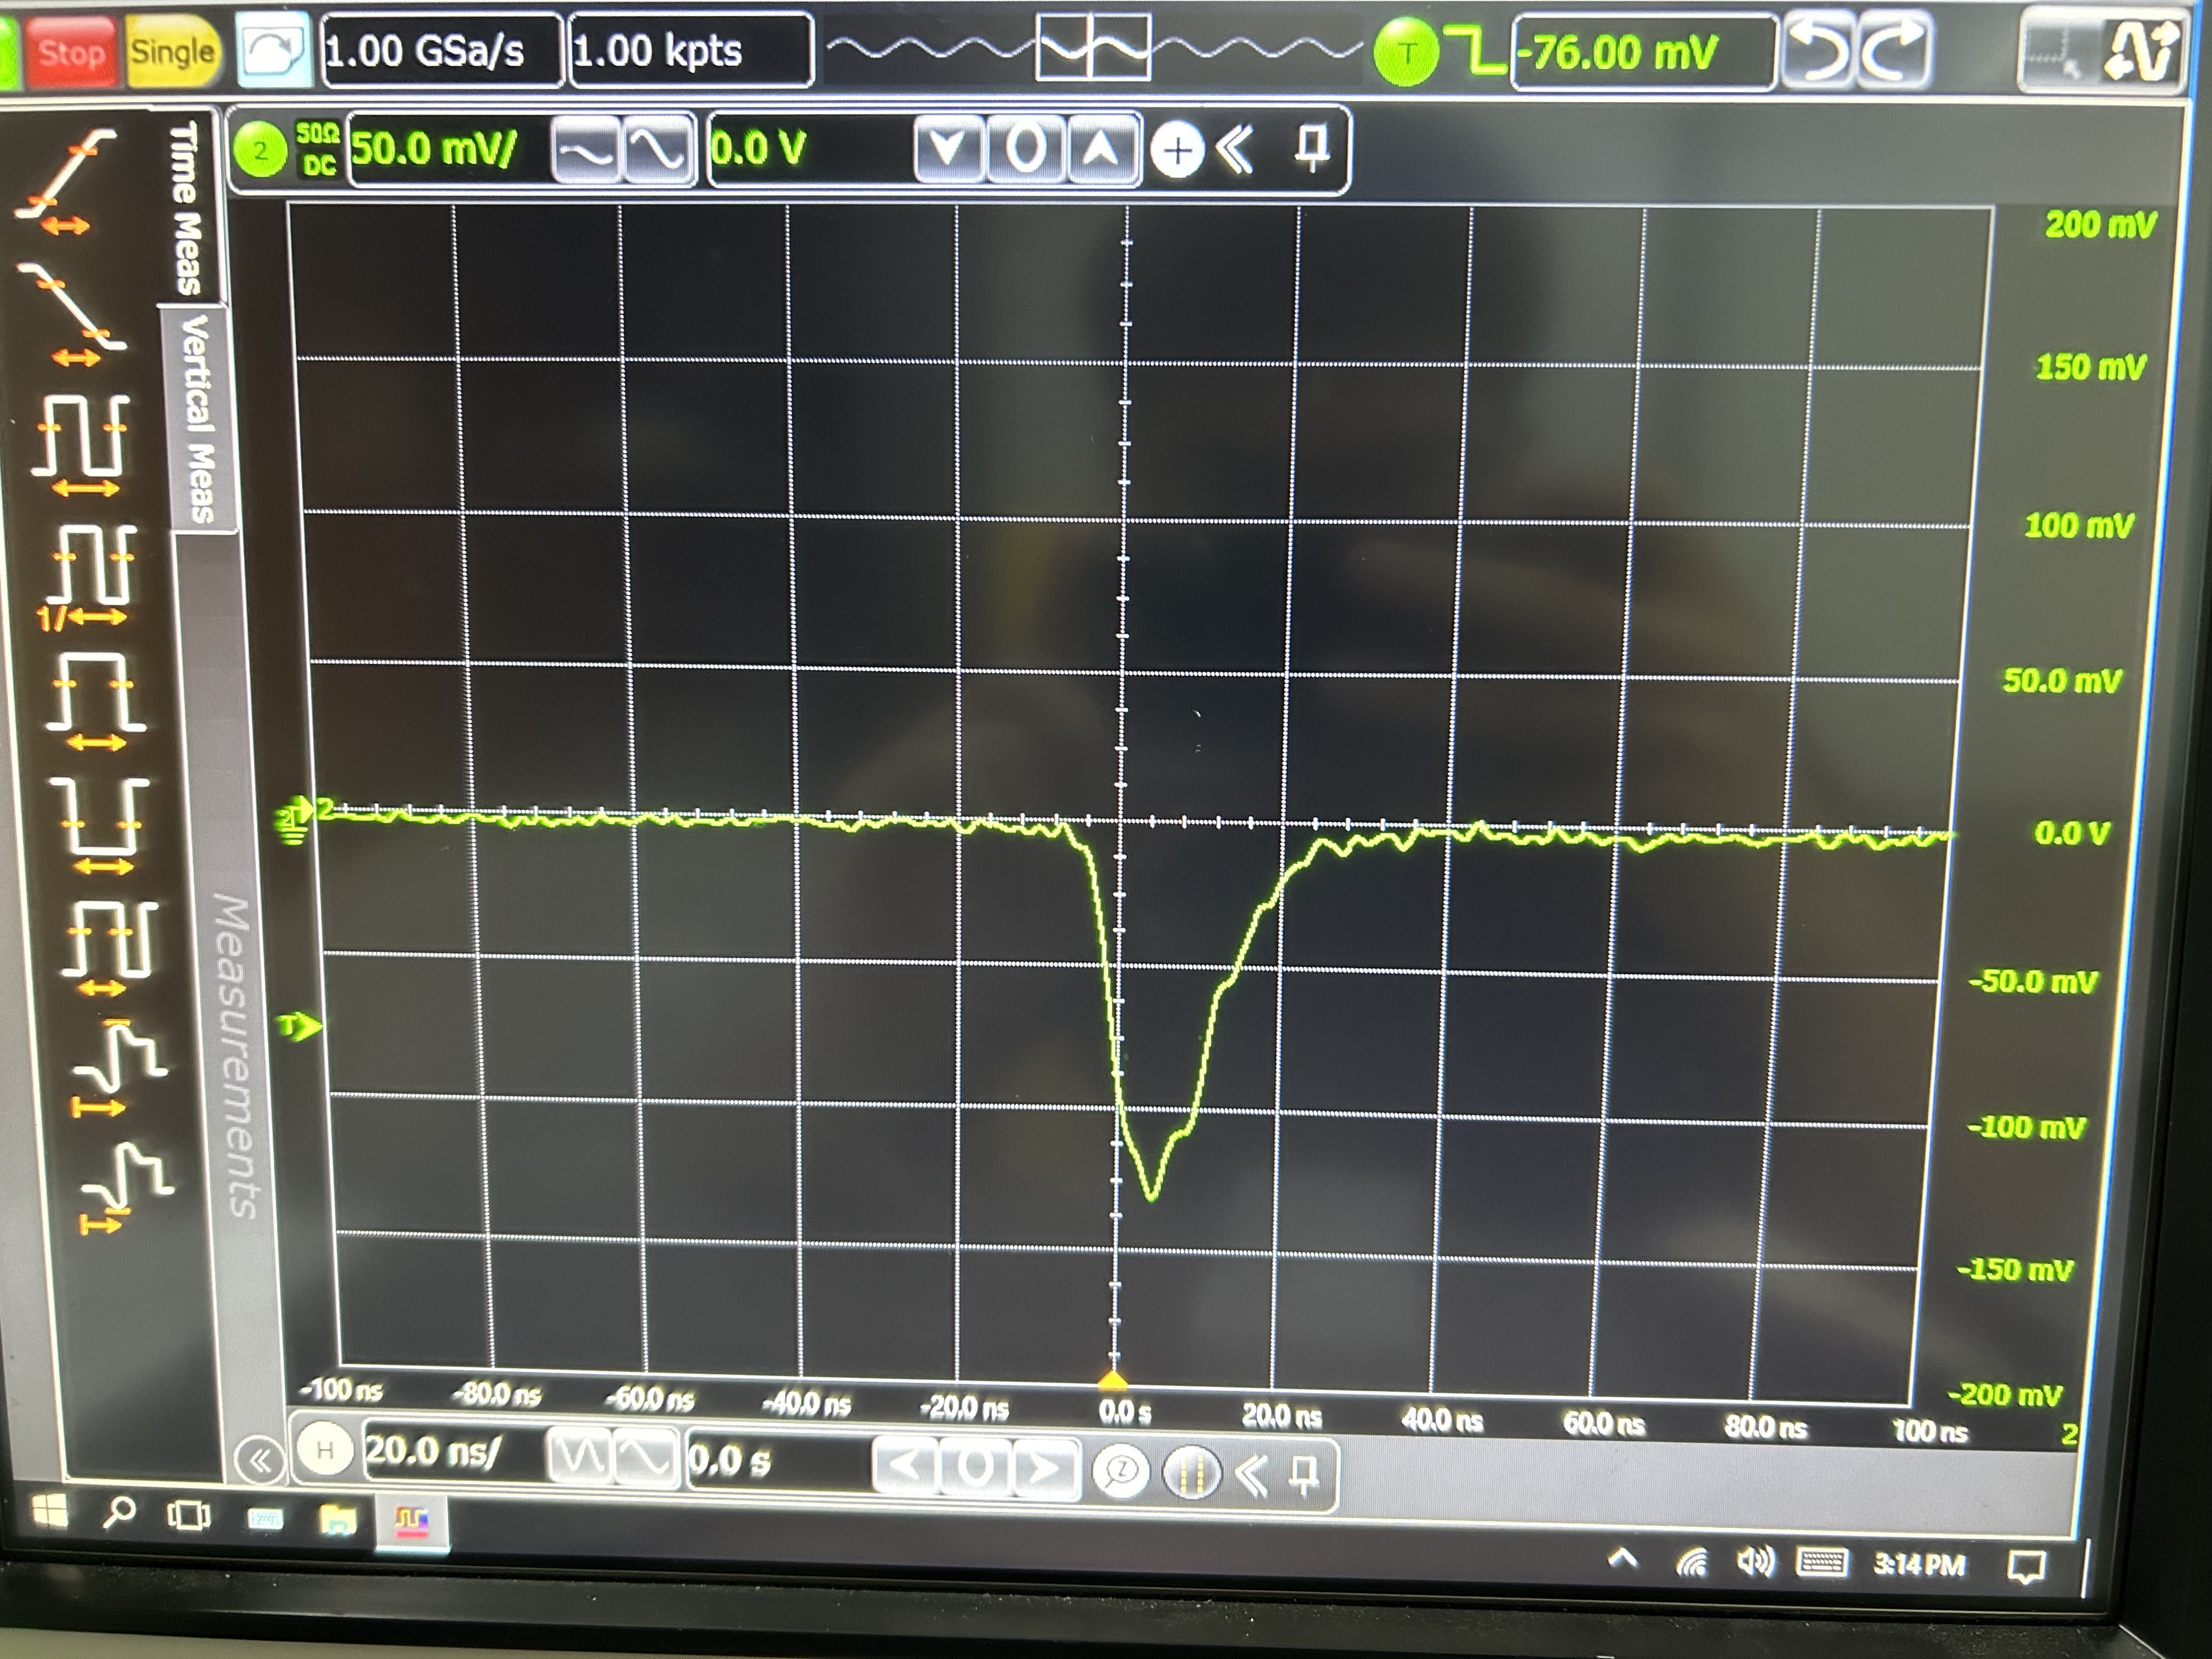 Stop Single 1.00 GSa/s 1.00 kpts T -76.00 mV
2 50Ω DC 50.0 mV/ 0.0 V
Time Meas
Vertical Meas
Measurements
1/
200 mV
150 mV
100 mV
50.0 mV
0.0 V
-50.0 mV
-100 mV
-150 mV
-200 mV
2
2
T
-100 ns -80.0 ns -60.0 ns -40.0 ns -20.0 ns 0.0 s 20.0 ns 40.0 ns 60.0 ns 80.0 ns 100 ns
H 20.0 ns/ 0.0 s Z
3:14 PM